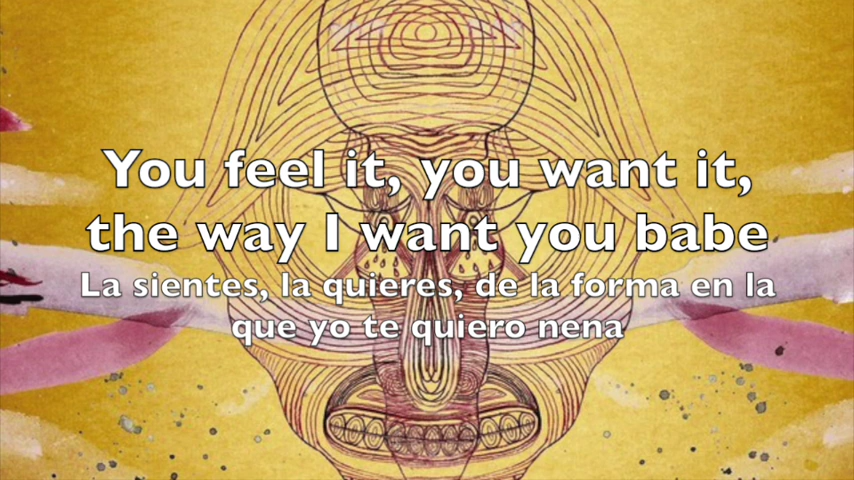 You feel it, you want it,
the way I want you babe
La sientes, la quieres, de la forma en la
que yo te quiero nena